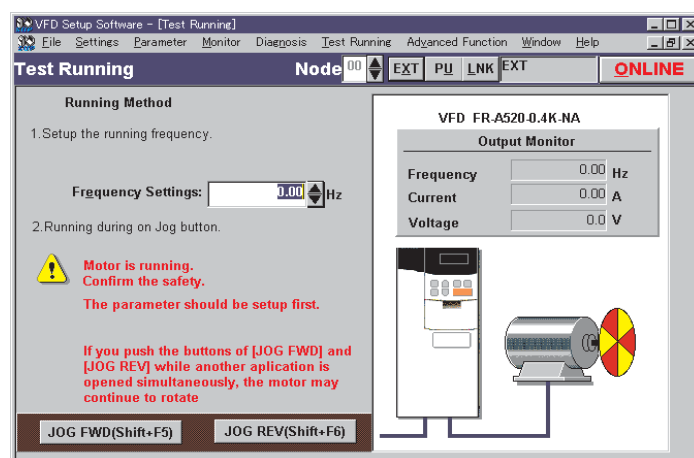 VFD Setup Software - [Test Running]
File Settings Parameter Monitor Diagnosis Test Running Advanced Function Window Help
Test Running Node 00 EXT PU LNK EXT ONLINE
Running Method
1.Setup the running frequency.
Frequency Settings: 0.00 Hz
2.Running during on Jog button.
Motor is running.
Confirm the safety.
The parameter should be setup first.
If you push the buttons of [JOG FWD] and
[JOG REV] while another aplication is
opened simultaneously, the motor may
continue to rotate
JOG FWD(Shift+F5) JOG REV(Shift+F6)
VFD FR-A520-0.4K-NA
Output Monitor
Frequency 0.00 Hz
Current 0.00 A
Voltage 0.0 V